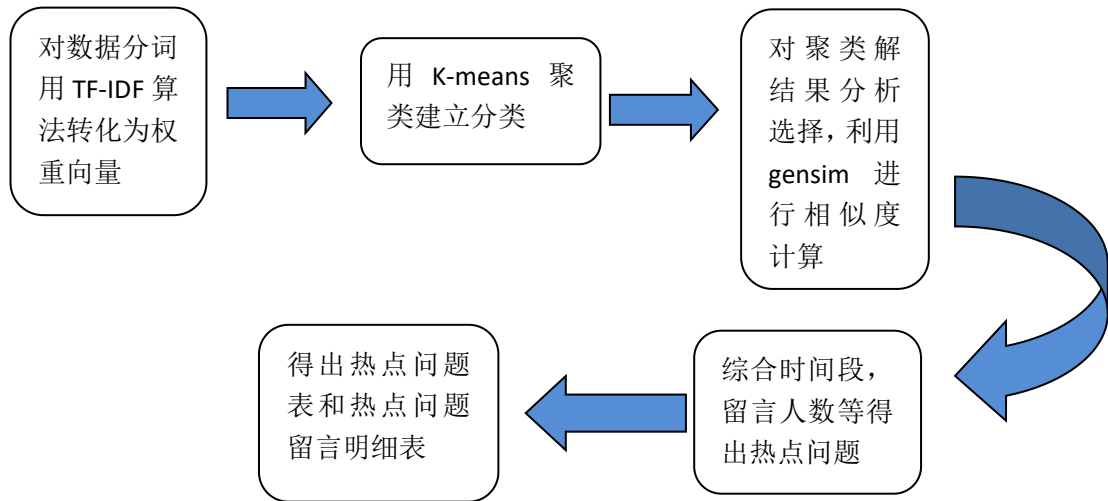 对数据分词
用 TF-IDF 算
法转化为权
重向量
用 K-means 聚
类建立分类
对聚类解
结果分析
选择，利用
gensim 进
行相似度
计算
综合时间段，
留言人数等得
出热点问题
得出热点问题
表和热点问题
留言明细表